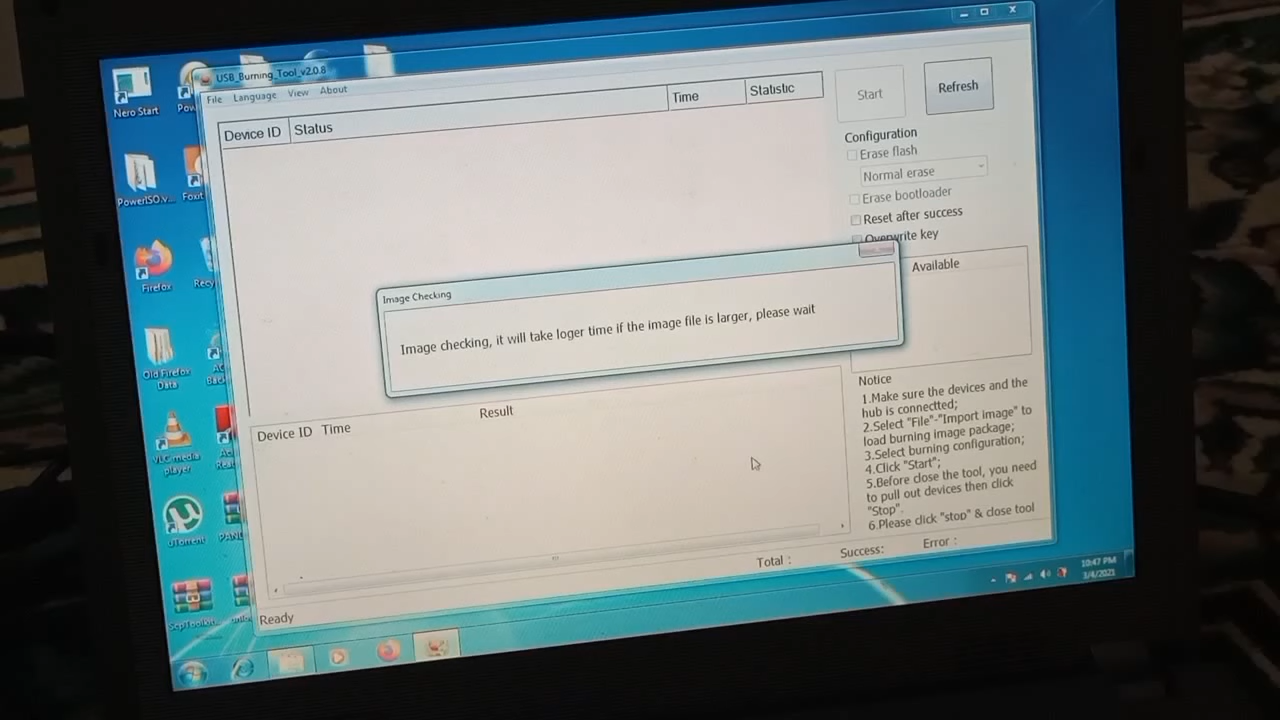 USB_Burning_Tool_v2.0.8
File Language View About
Device ID Status Time Statistic
Start Refresh
Configuration
Erase flash
Normal erase
Erase bootloader
Reset after success
Overwrite key
Available
Image Checking
Image checking, it will take loger time if the image file is larger, please wait
Result
Device ID Time
Notice
1.Make sure the devices and the
hub is connectted;
2.Select "File"-"Import image" to
load burning image package;
3.Select burning configuration;
4.Click "Start";
5.Before close the tool, you need
to pull out devices then click
"Stop".
6.Please click "stop" & close tool
Total : Success: Error :
Ready
Nero Start
Pow
PowerISO.v...
Foxit
Firefox
Recy
Old Firefox
Data
VLC media
player
uTorrent
10:47 PM
3/4/2021